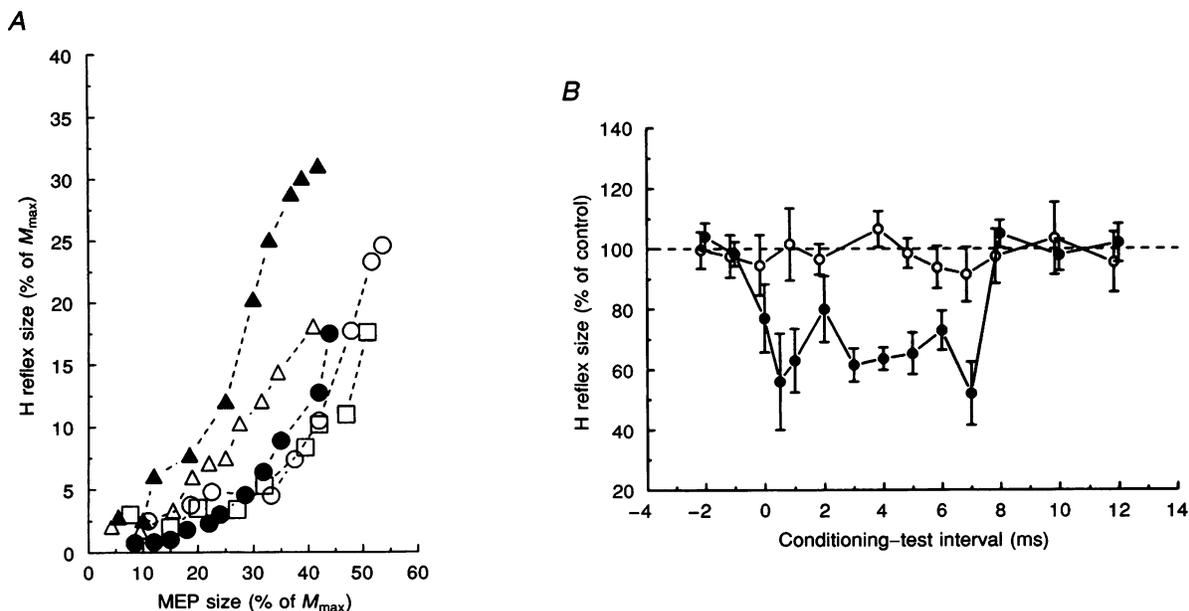 A
40
35
30
25
20
15
10
5
0
H reflex size (% of Mmax)
0 10 20 30 40 50 60
MEP size (% of Mmax)
B
140
120
100
80
60
40
20
H reflex size (% of control)
−4 −2 0 2 4 6 8 10 12 14
Conditioning–test interval (ms)